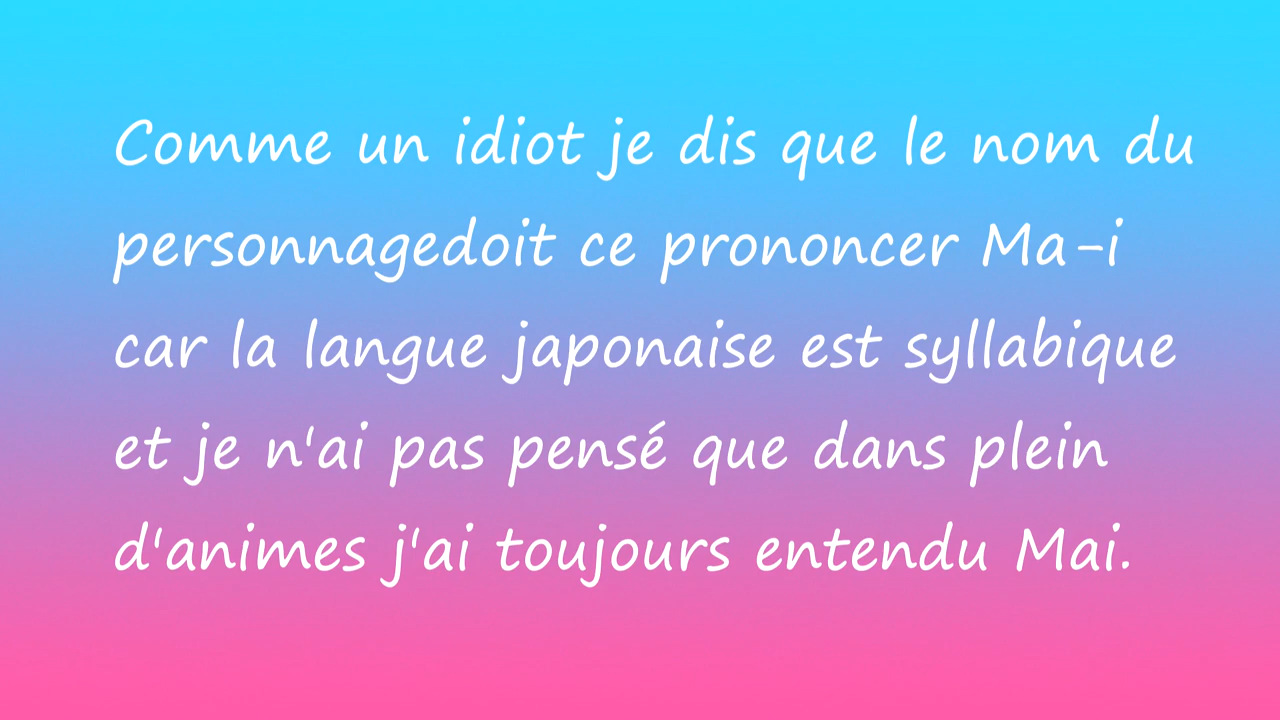 Comme un idiot je dis que le nom du
personnagedoit ce prononcer Ma-i
car la langue japonaise est syllabique
et je n'ai pas pensé que dans plein
d'animes j'ai toujours entendu Mai.